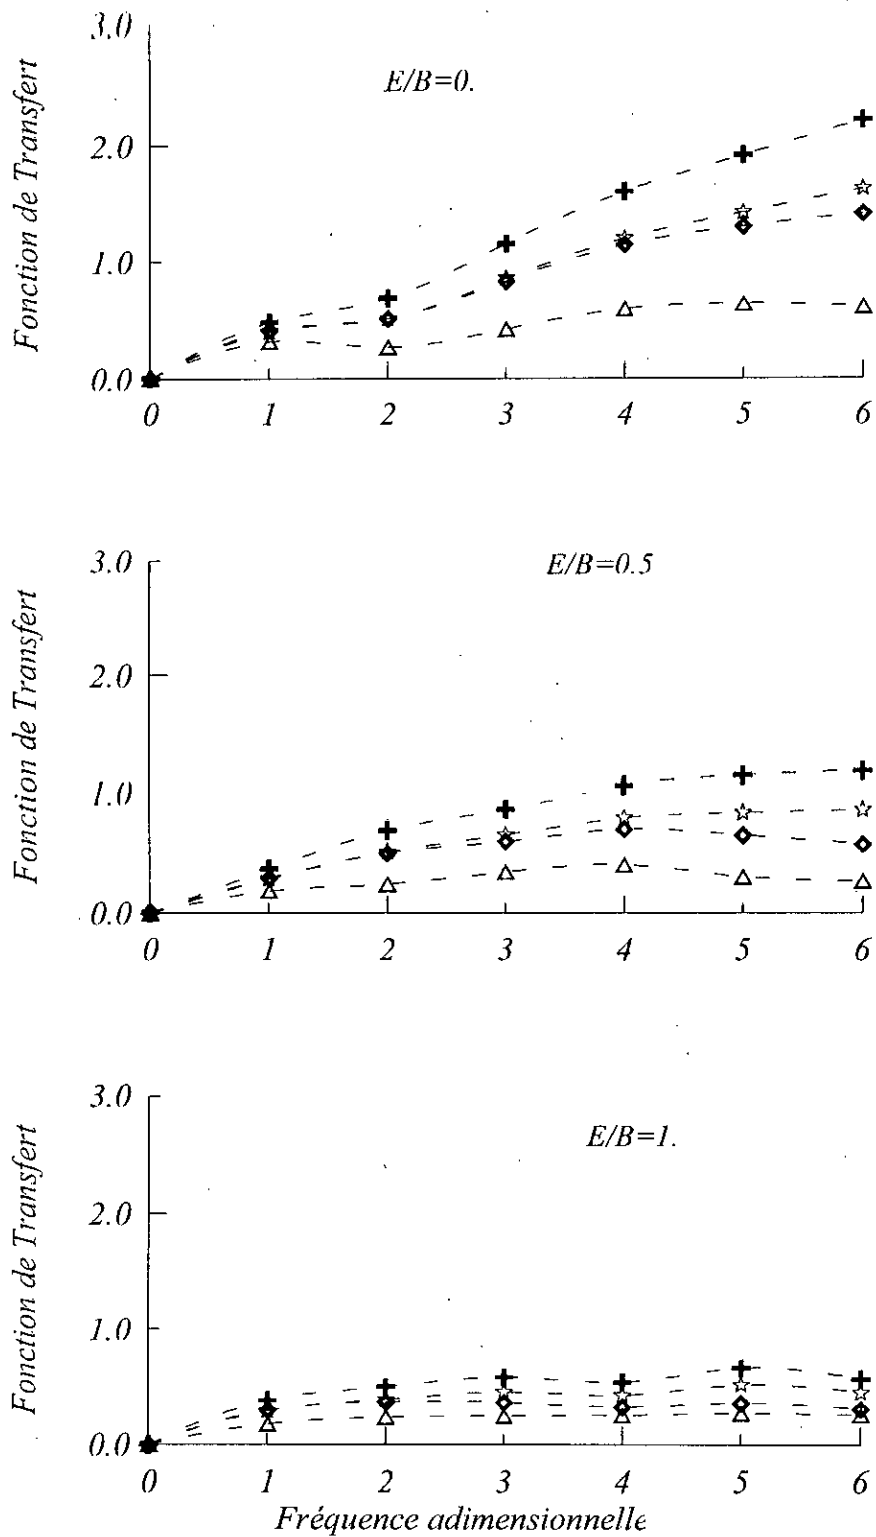 3.0
E/B=0.
2.0
1.0
0.0
0 1 2 3 4 5 6
Fonction de Transfert
3.0
E/B=0.5
2.0
1.0
0.0
0 1 2 3 4 5 6
Fonction de Transfert
3.0
E/B=1.
2.0
1.0
0.0
0 1 2 3 4 5 6
Fonction de Transfert
Fréquence adimensionnelle